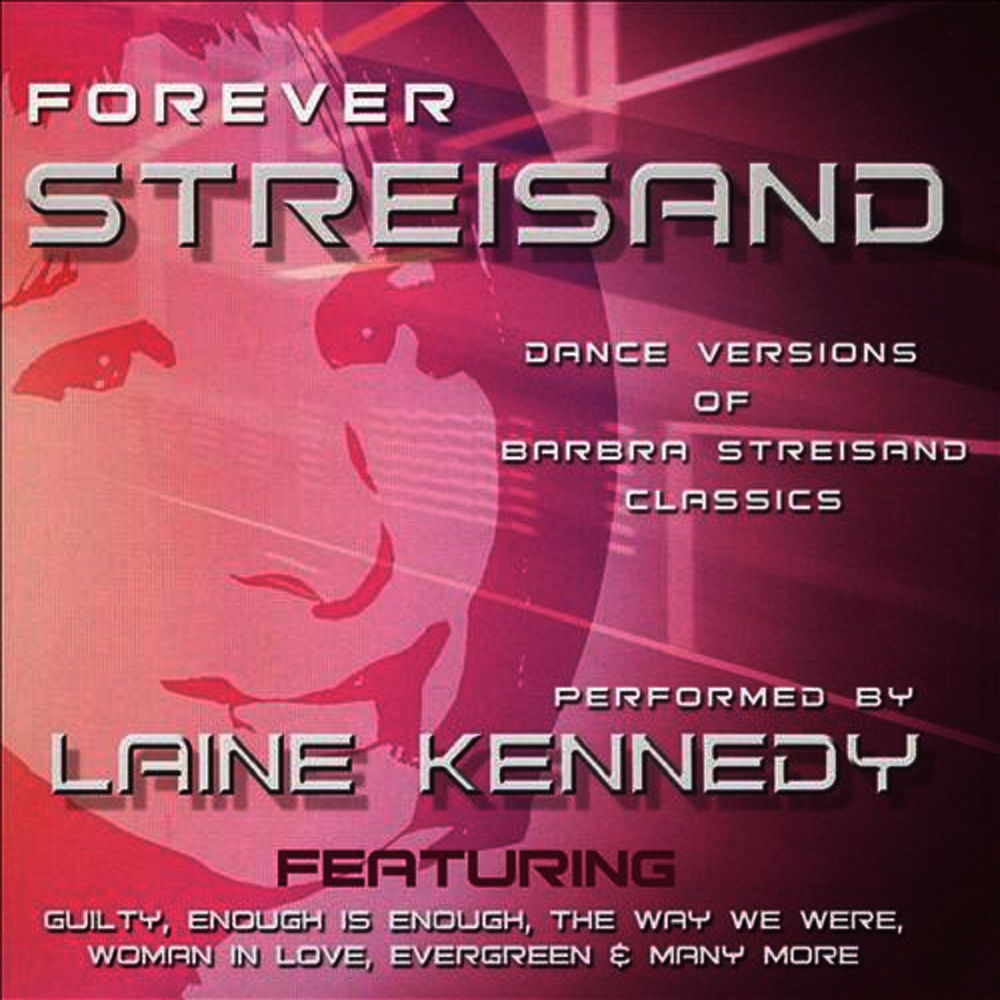 FOREVER
STREISAND
DANCE VERSIONS
OF
BARBRA STREISAND
CLASSICS
PERFORMED BY
LAINE KENNEDY
FEATURING
GUILTY, ENOUGH IS ENOUGH, THE WAY WE WERE,
WOMAN IN LOVE, EVERGREEN & MANY MORE